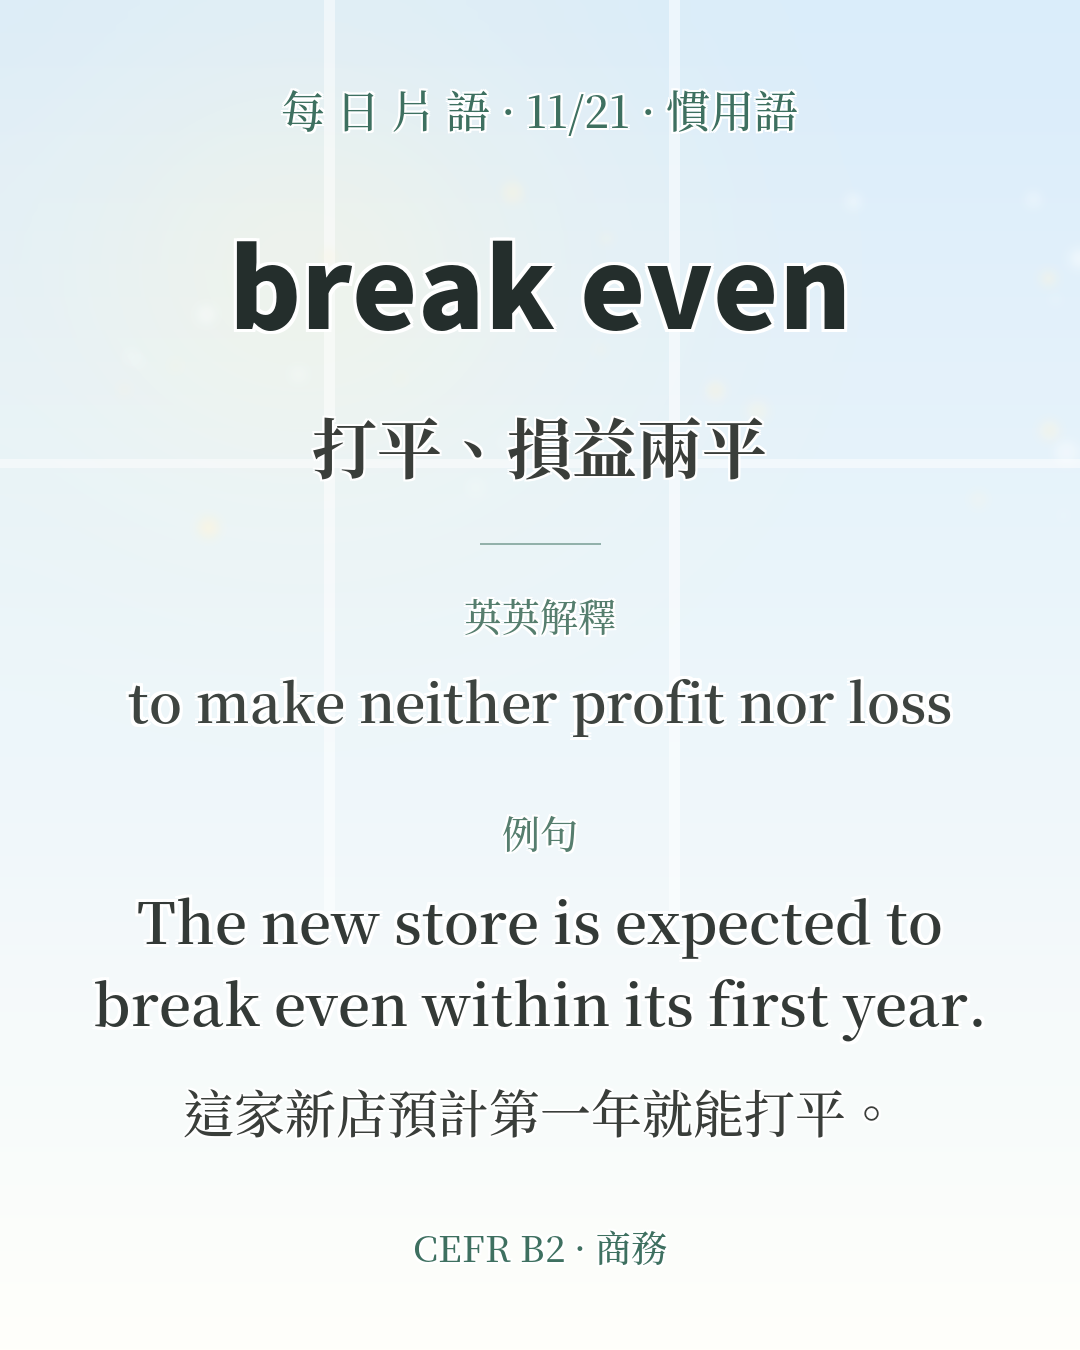 每日片語 · 11/21 · 慣用語
break even
打平、損益兩平
英英解釋
to make neither profit nor loss
例句
The new store is expected to
break even within its first year.
這家新店預計第一年就能打平。
CEFR B2 · 商務